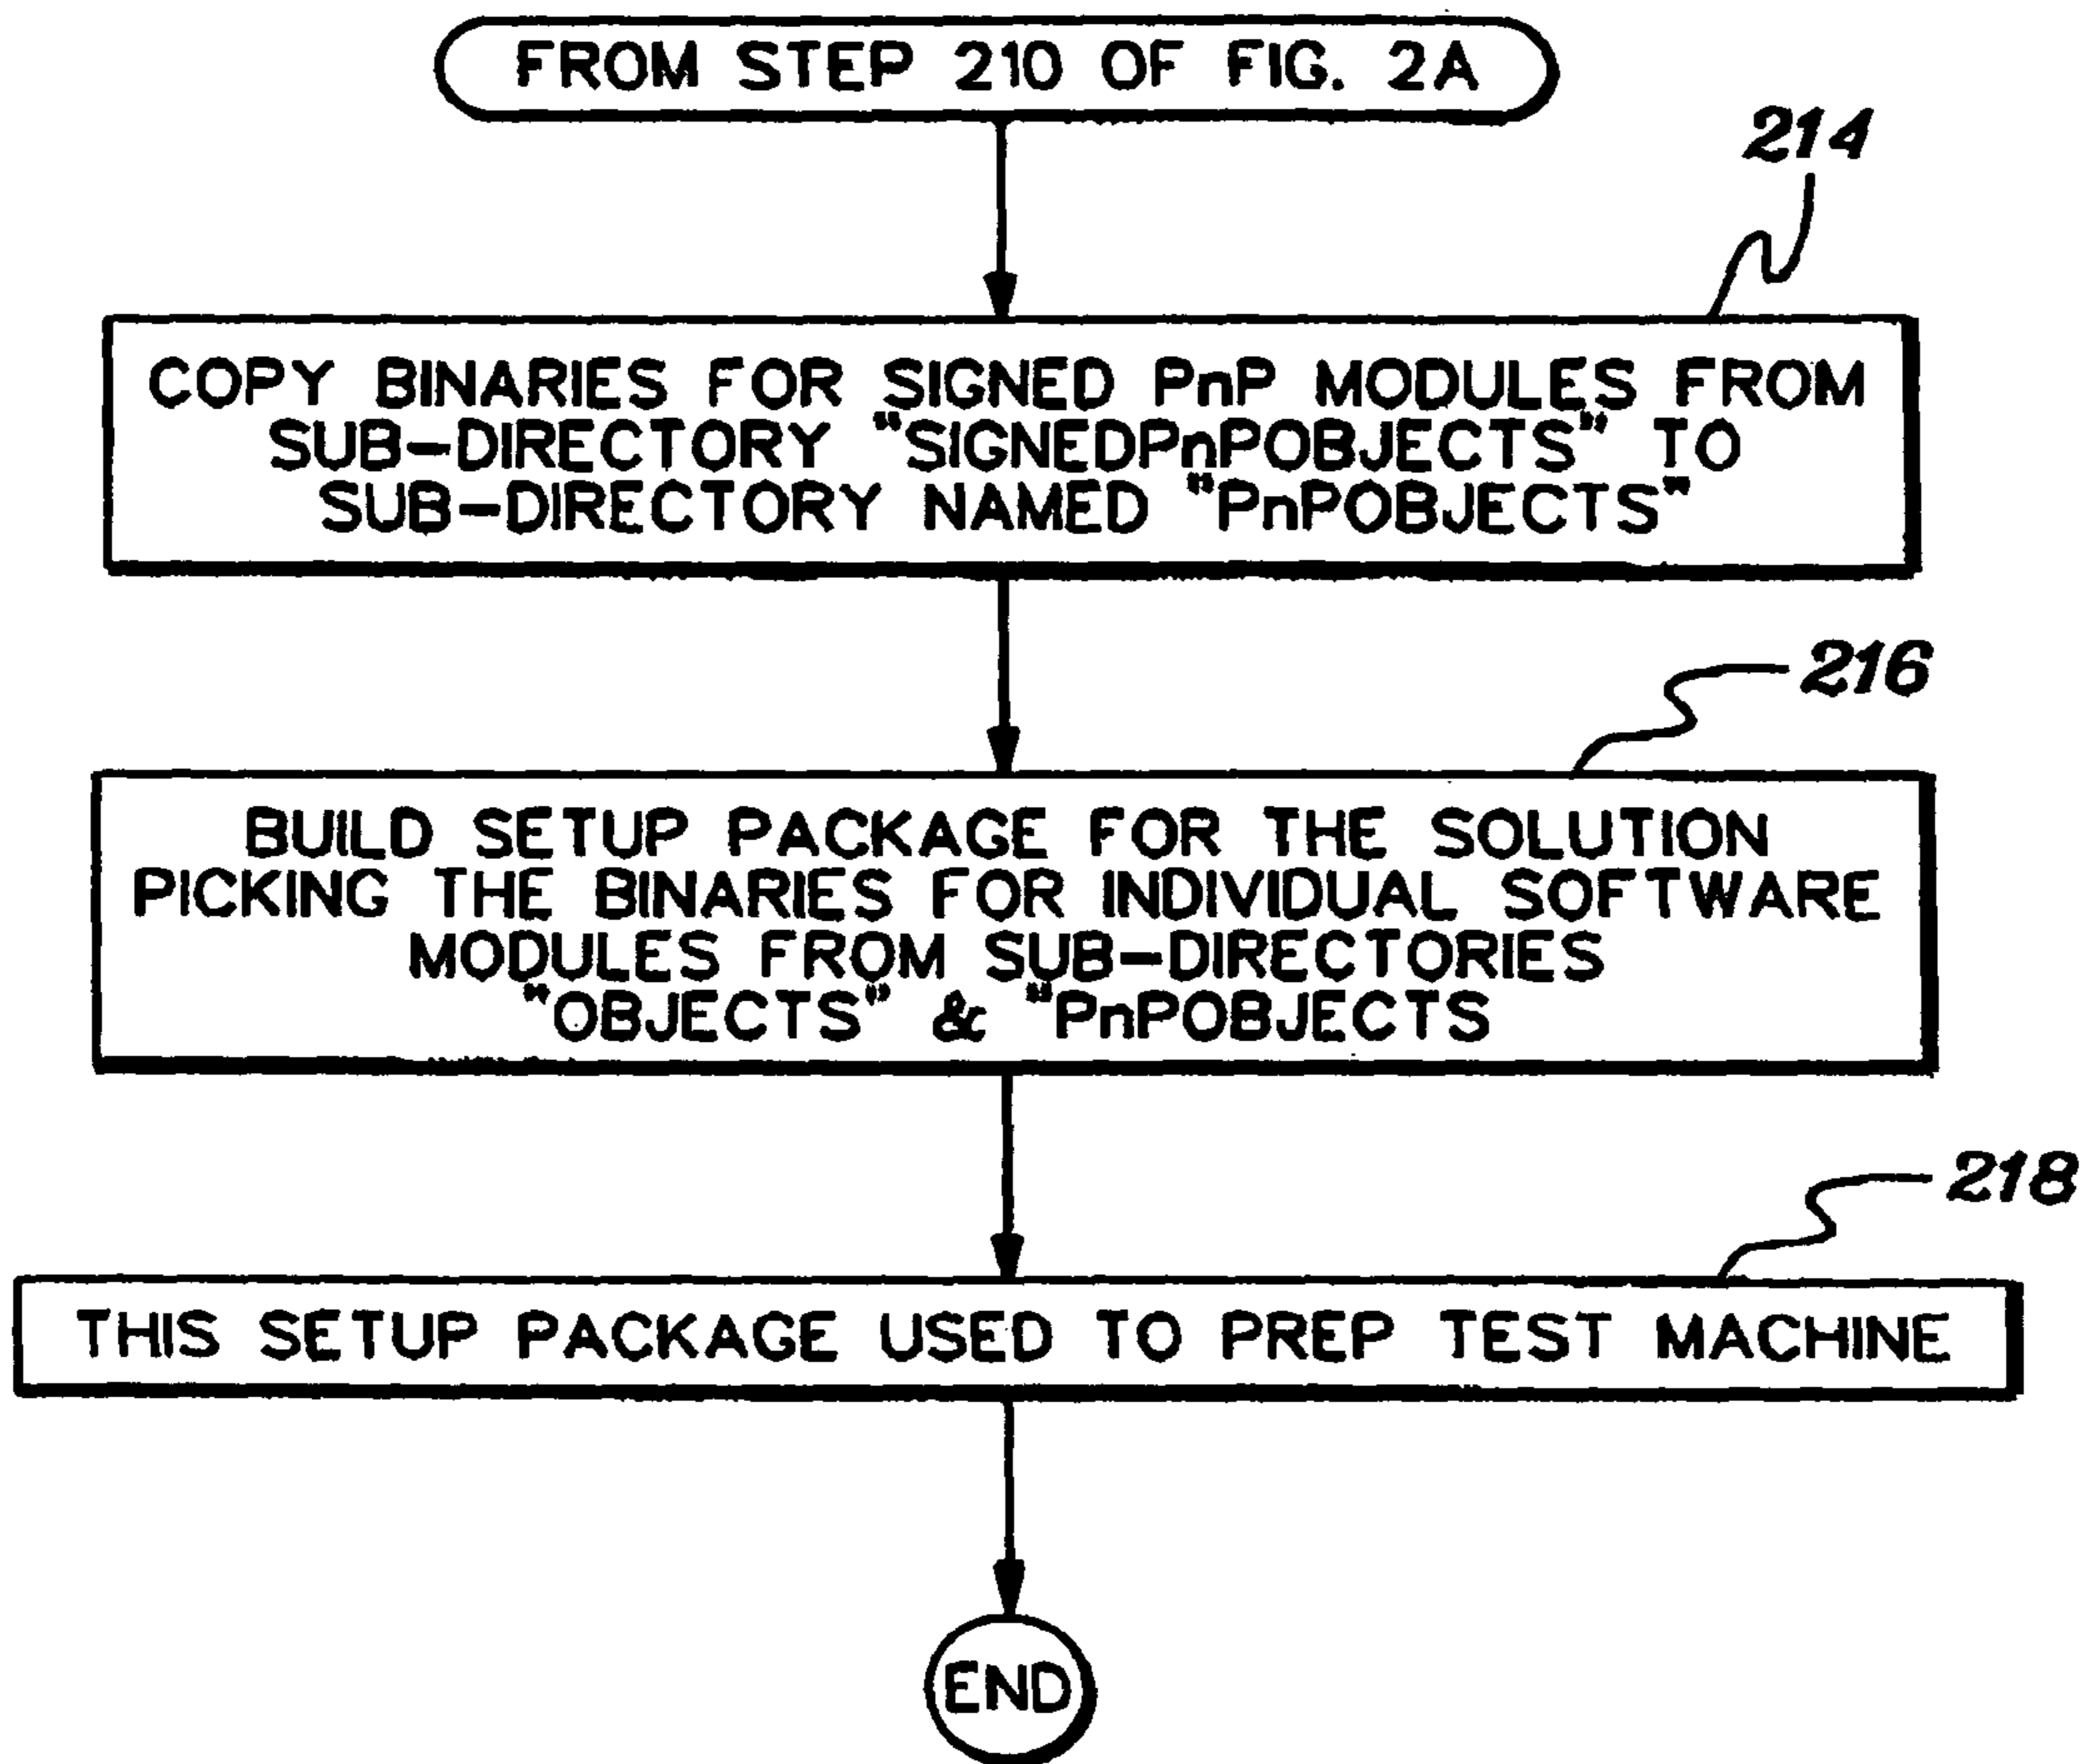 FROM STEP 210 OF FIG. 2A
214
COPY BINARIES FOR SIGNED PnP MODULES FROM
SUB-DIRECTORY "SIGNEDPnPOBJECTS" TO
SUB-DIRECTORY NAMED "PnPOBJECTS"
216
BUILD SETUP PACKAGE FOR THE SOLUTION
PICKING THE BINARIES FOR INDIVIDUAL SOFTWARE
MODULES FROM SUB-DIRECTORIES
"OBJECTS" & "PnPOBJECTS
218
THIS SETUP PACKAGE USED TO PREP TEST MACHINE
END